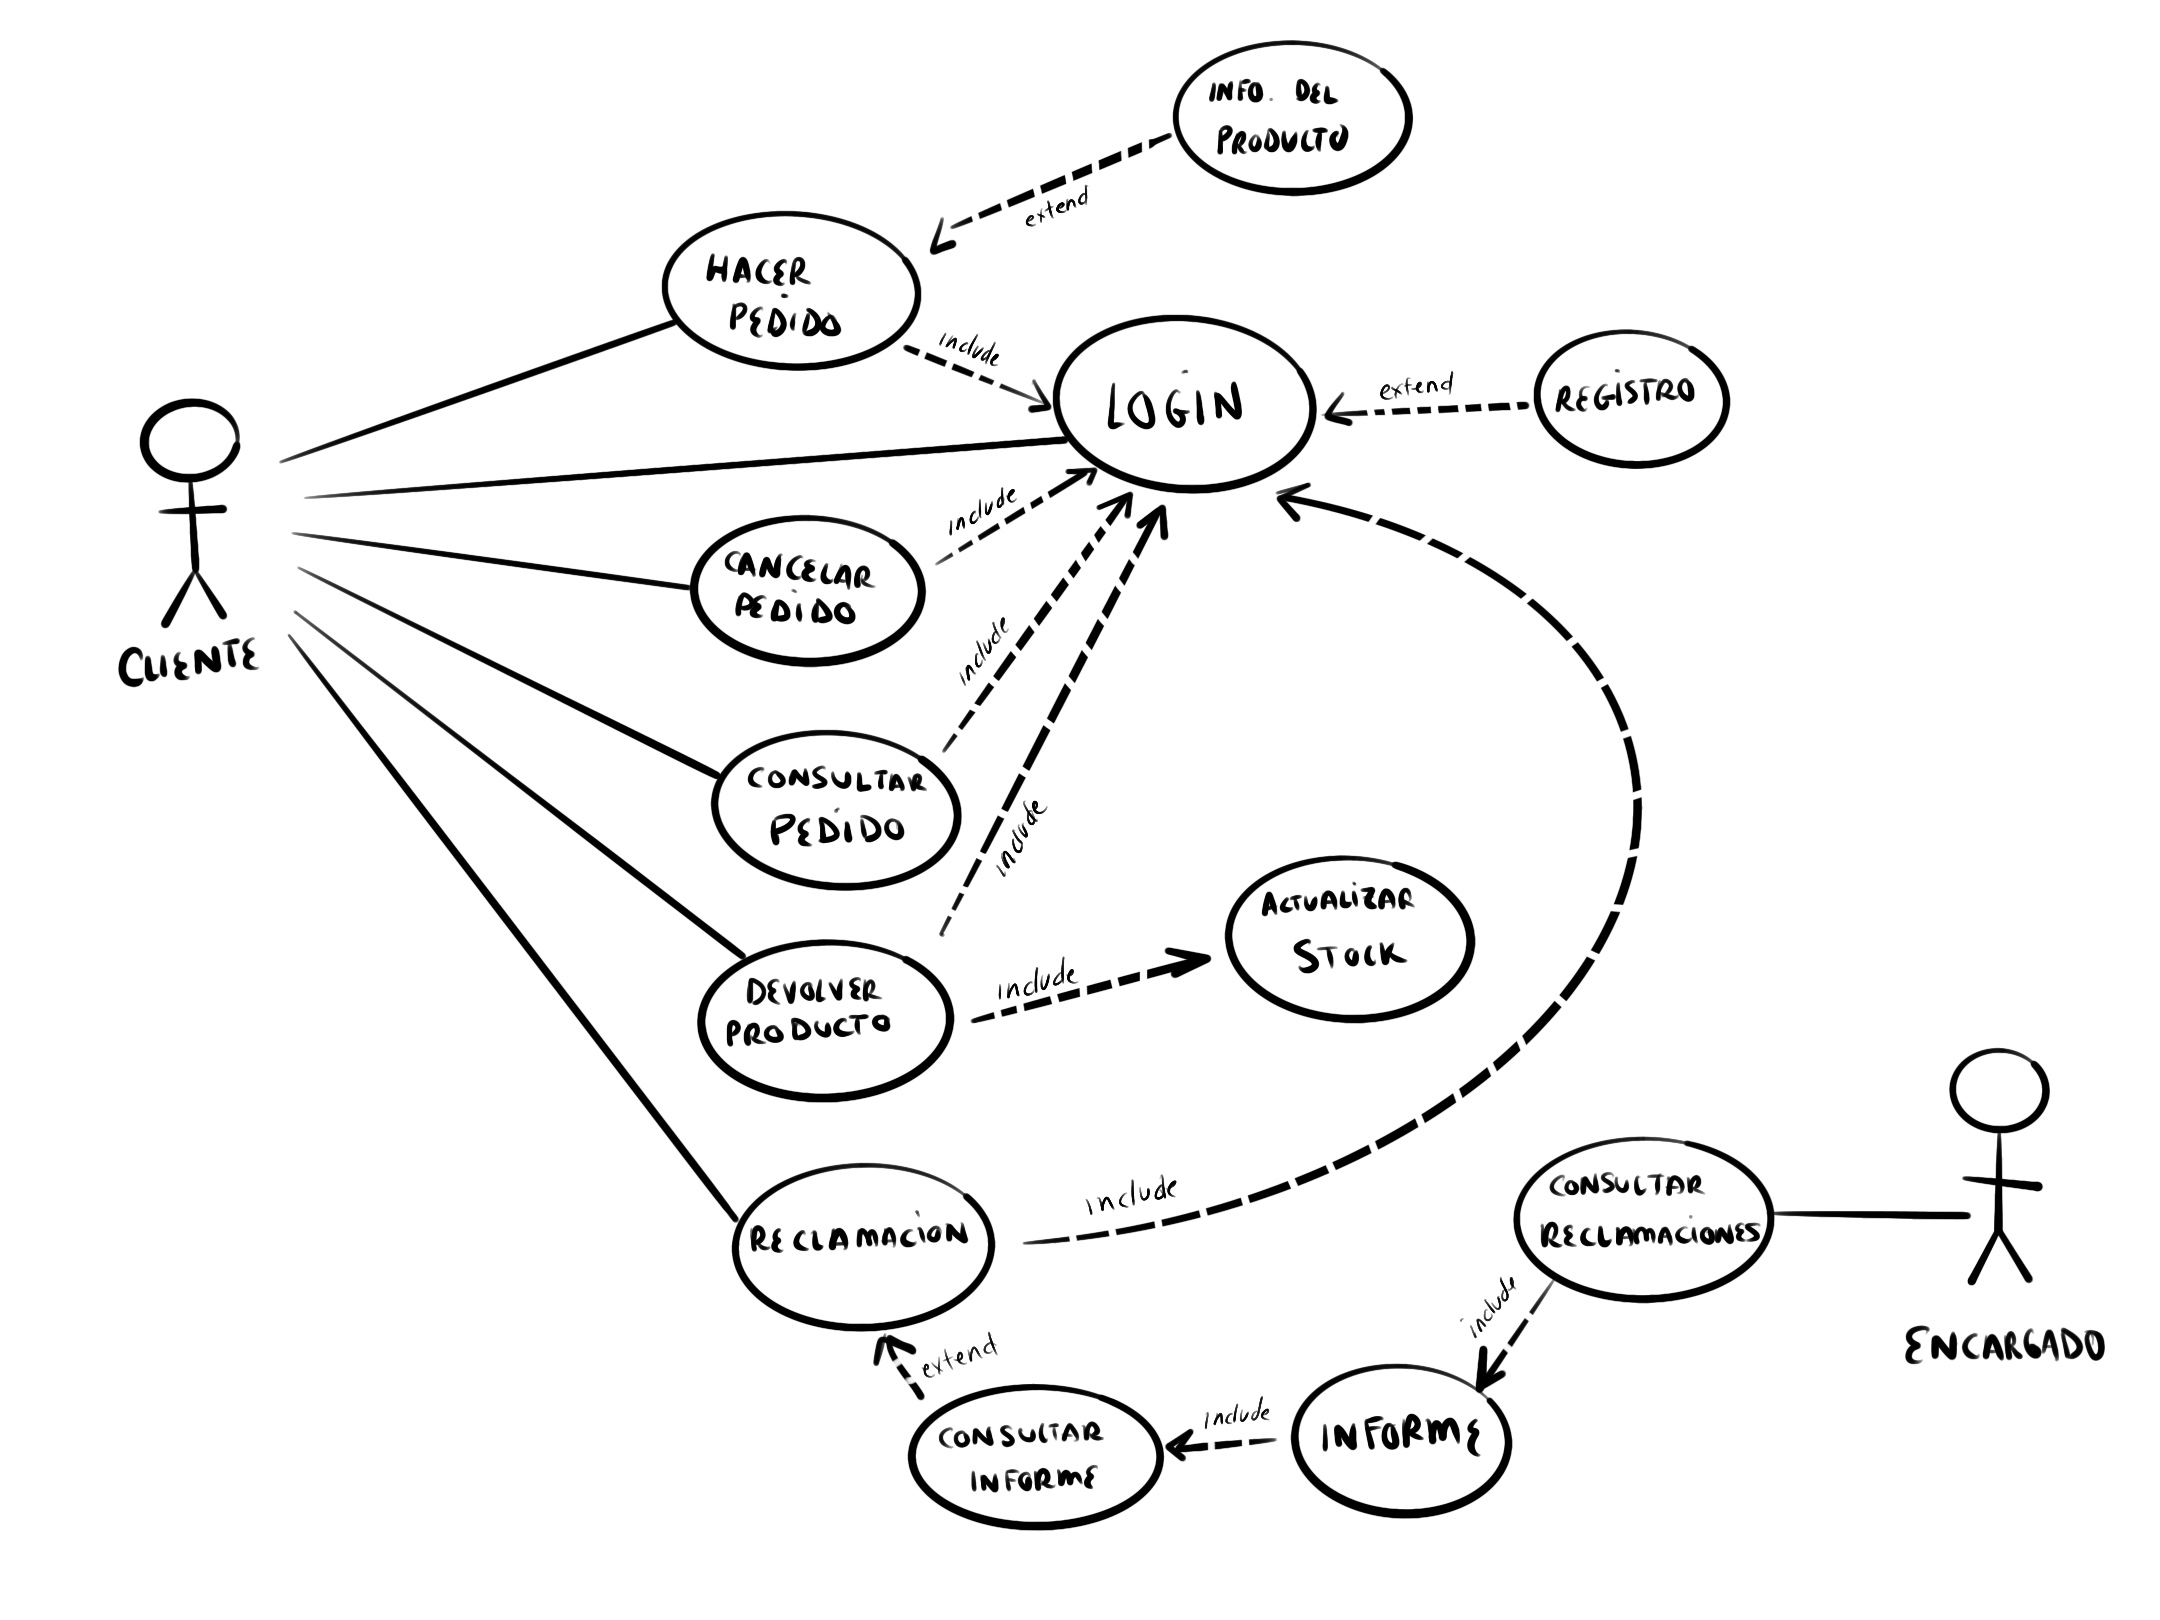 INFO. DEL
PRODUCTO
extend
HACER
PEDIDO
include
LOGIN
extend
REGISTRO
CLIENTE
include
CANCELAR
PEDIDO
include
CONSULTAR
PEDIDO
include
ACTUALIZAR
STOCK
DEVOLVER
PRODUCTO
include
RECLAMACION
include
CONSULTAR
RECLAMACIONES
ENCARGADO
include
extend
CONSULTAR
INFORME
include
INFORME